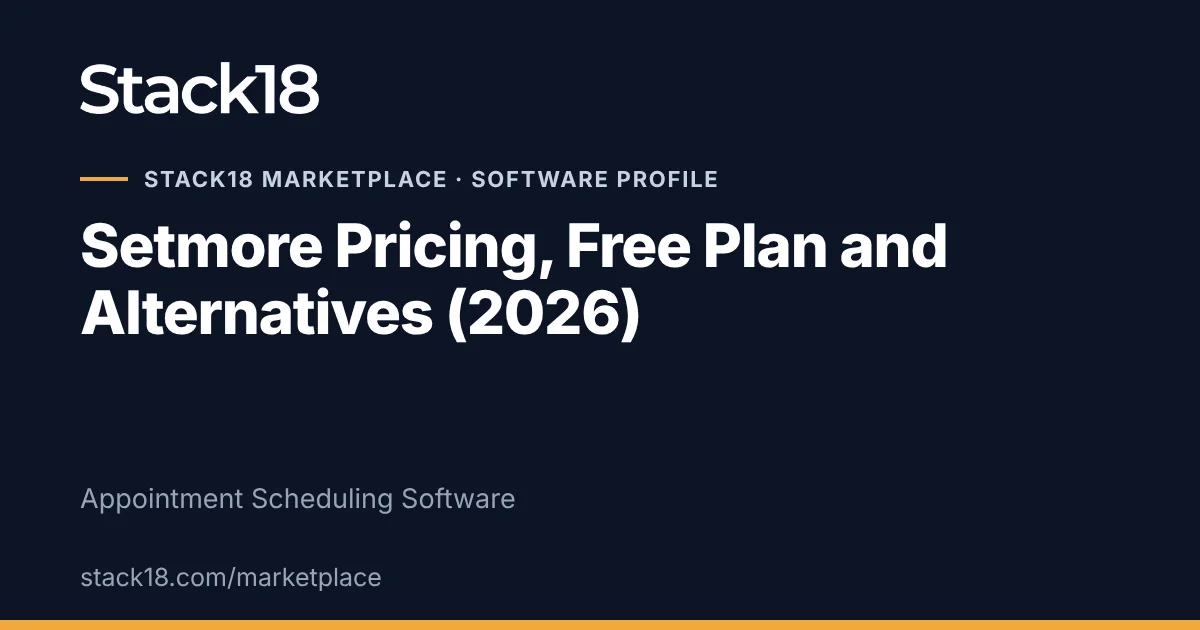 Stack18
STACK18 MARKETPLACE · SOFTWARE PROFILE
Setmore Pricing, Free Plan and
Alternatives (2026)
Appointment Scheduling Software
stack18.com/marketplace